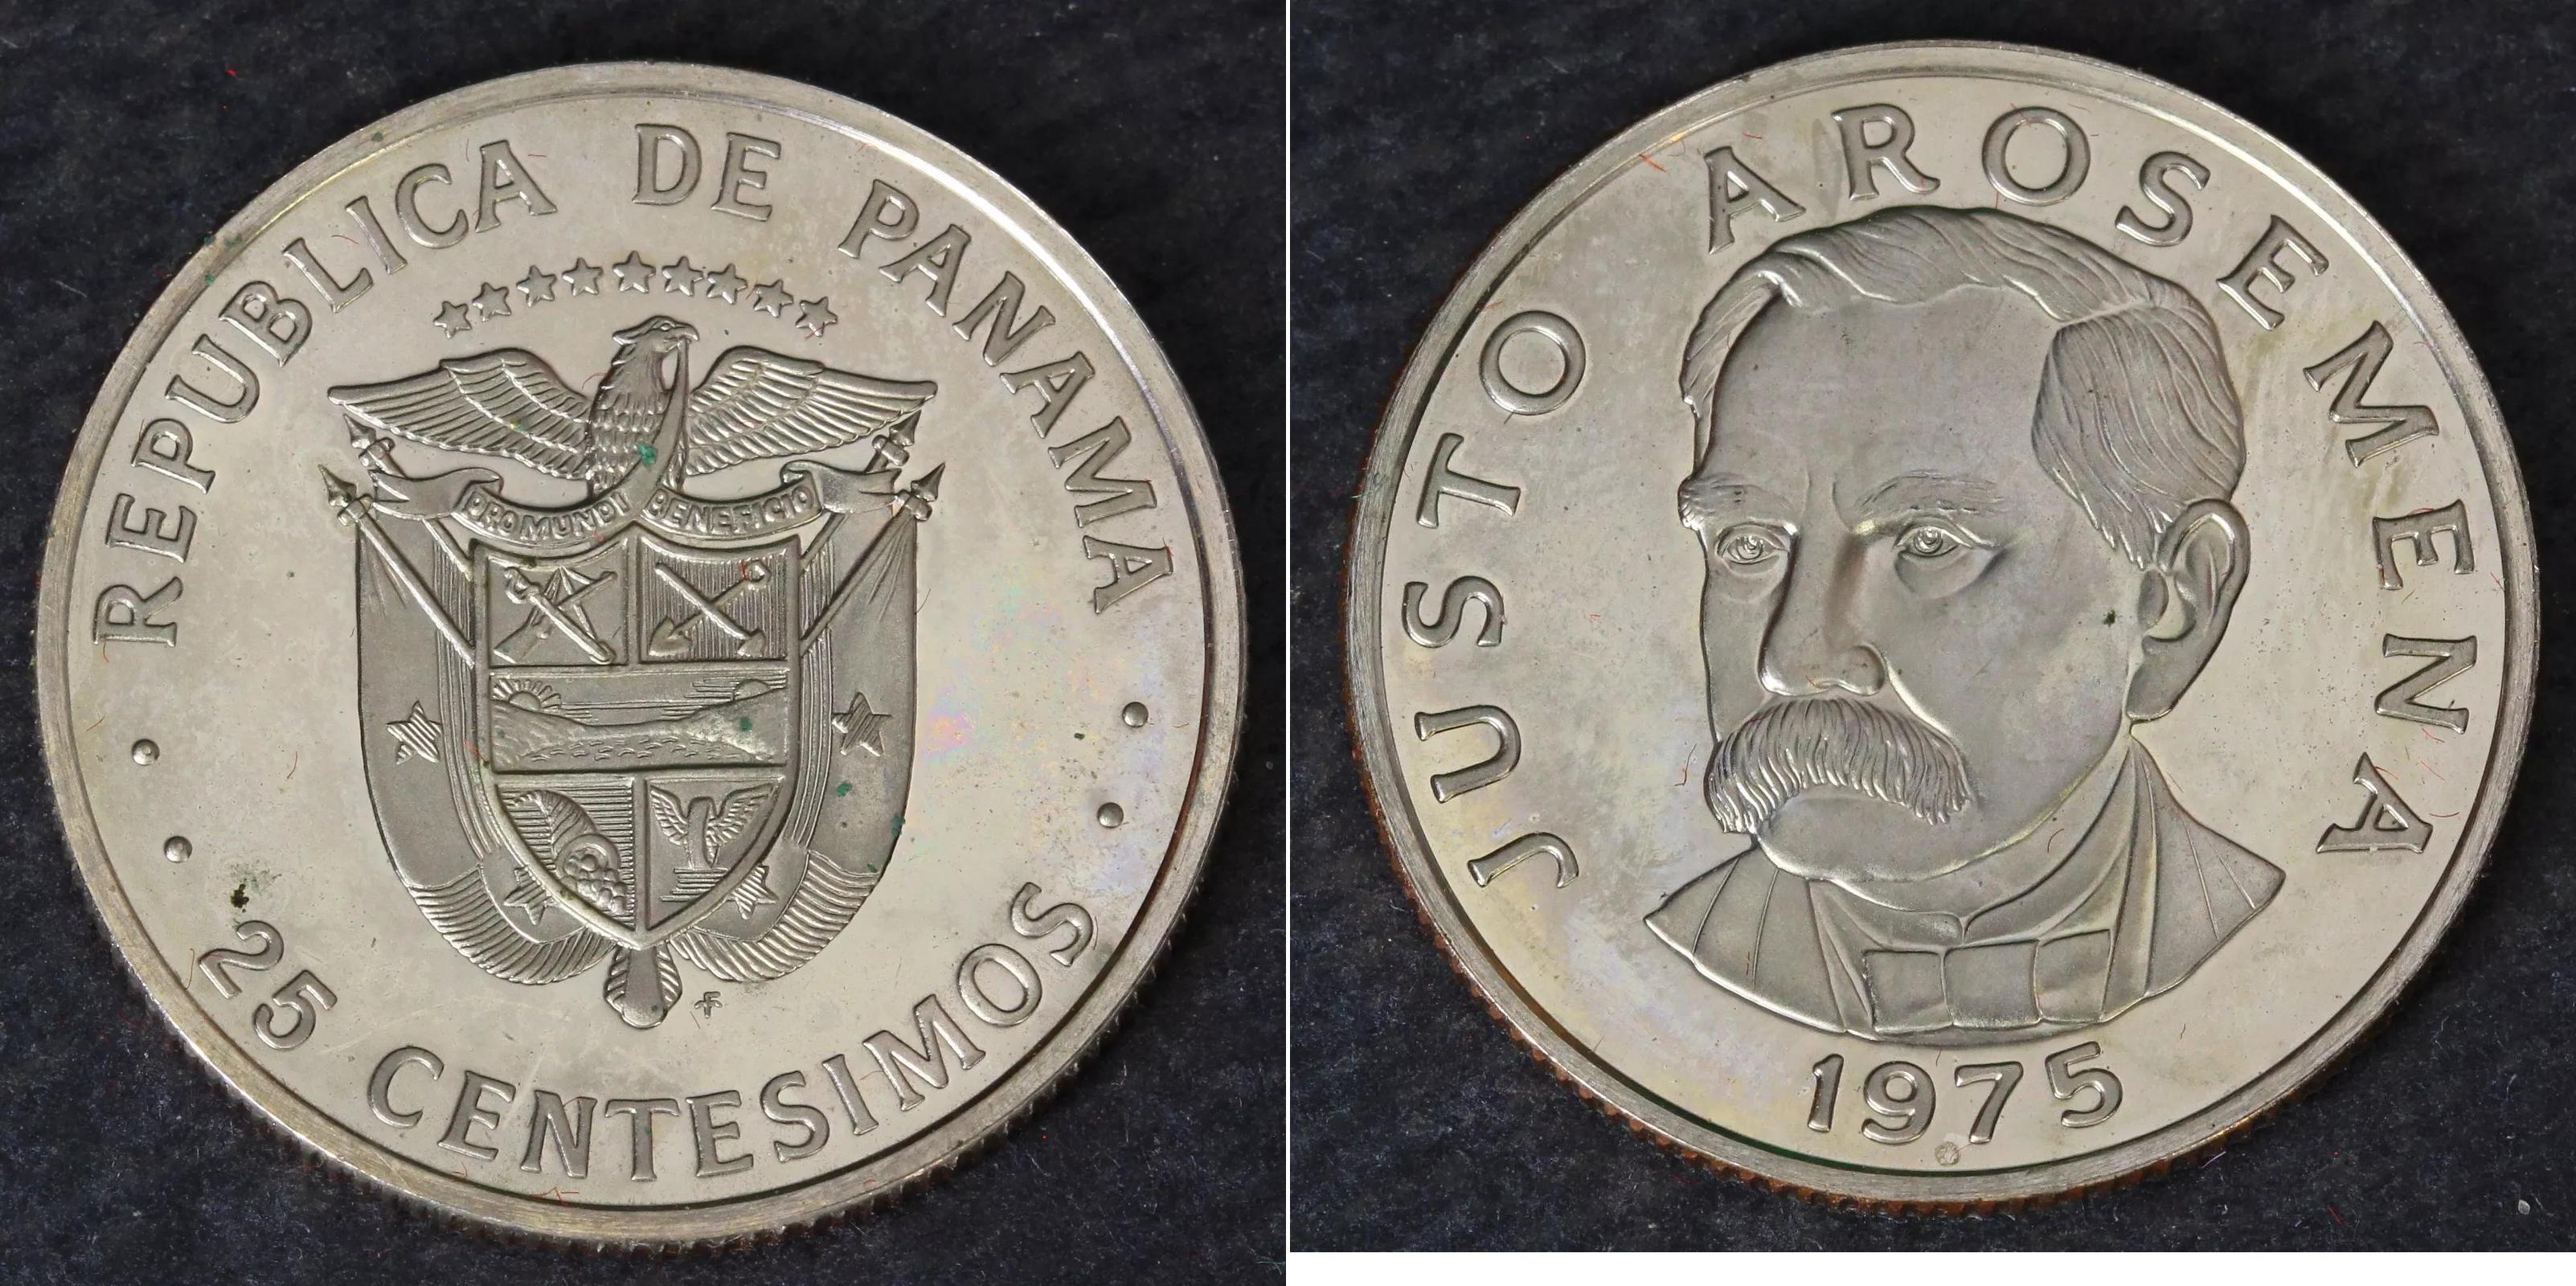 REPUBLICA DE PANAMA
PRO MUNDI BENEFICIO
25 CENTESIMOS
JUSTO AROSEMENA
1975